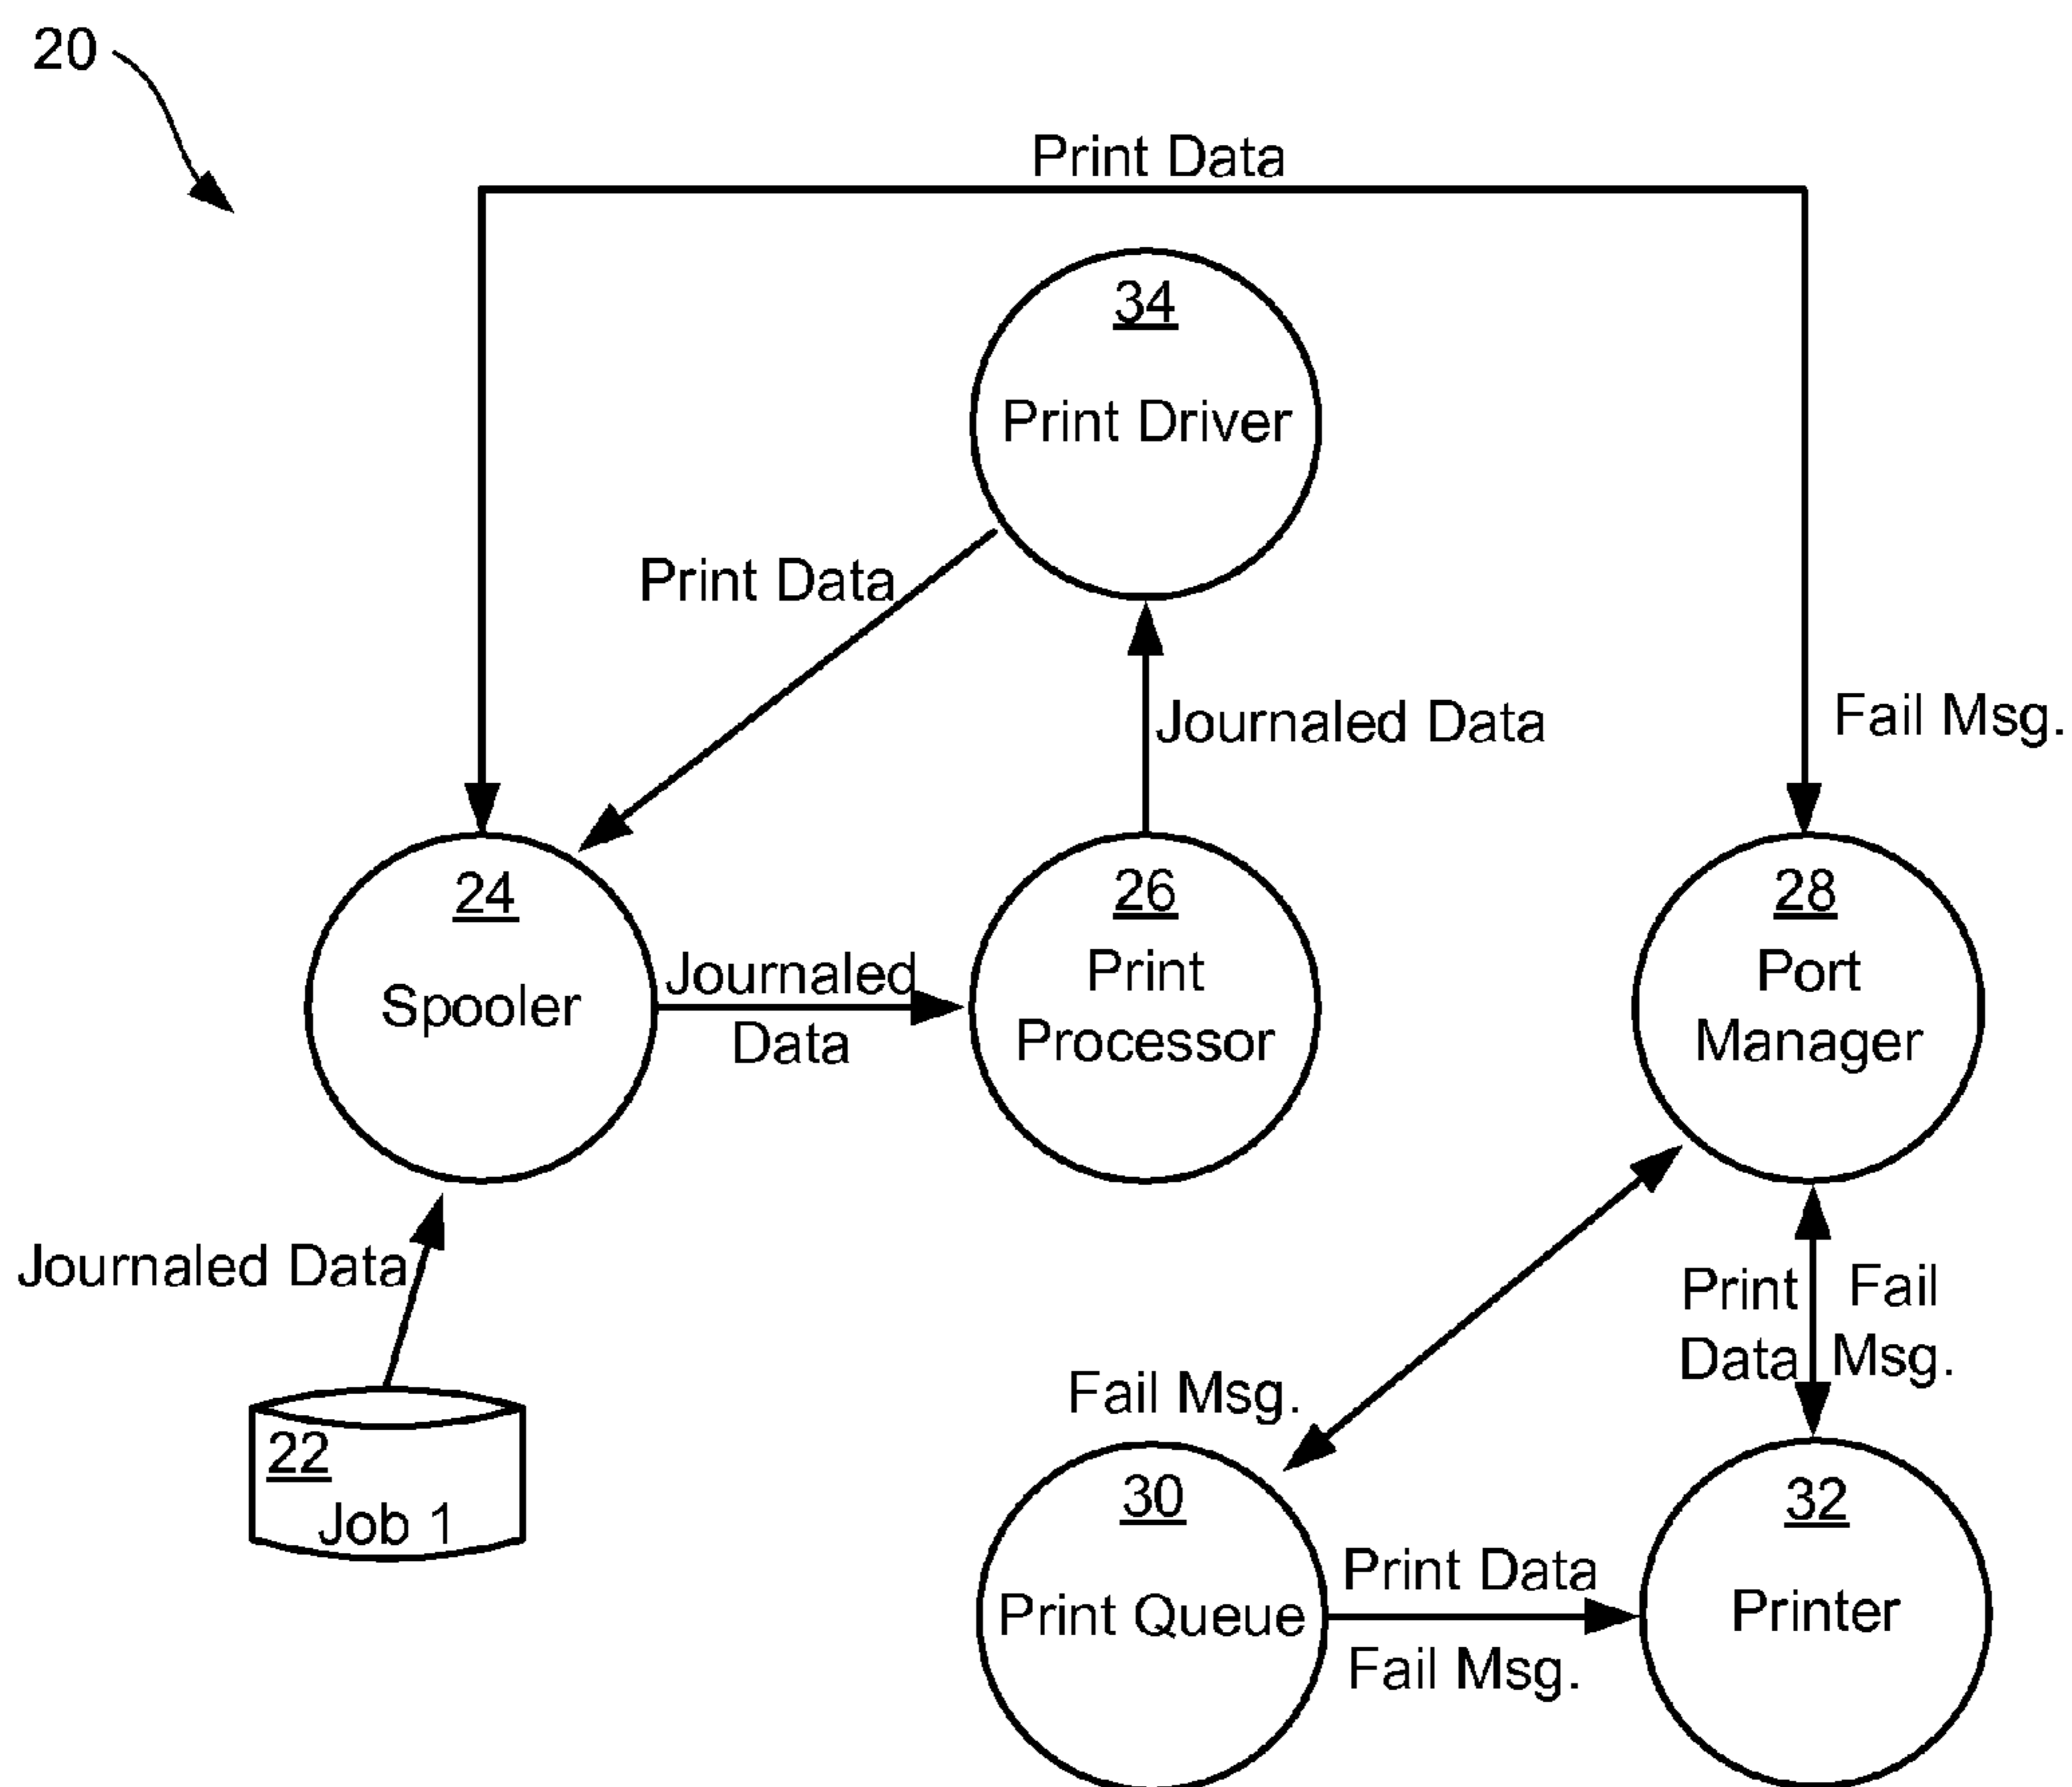 20
Print Data
34
Print Driver
Print Data
Journaled Data
Fail Msg.
24
Spooler
Journaled
Data
26
Print
Processor
28
Port
Manager
Journaled Data
22
Job 1
Print
Data
Fail
Msg.
Fail Msg.
30
Print Queue
Print Data
Fail Msg.
32
Printer